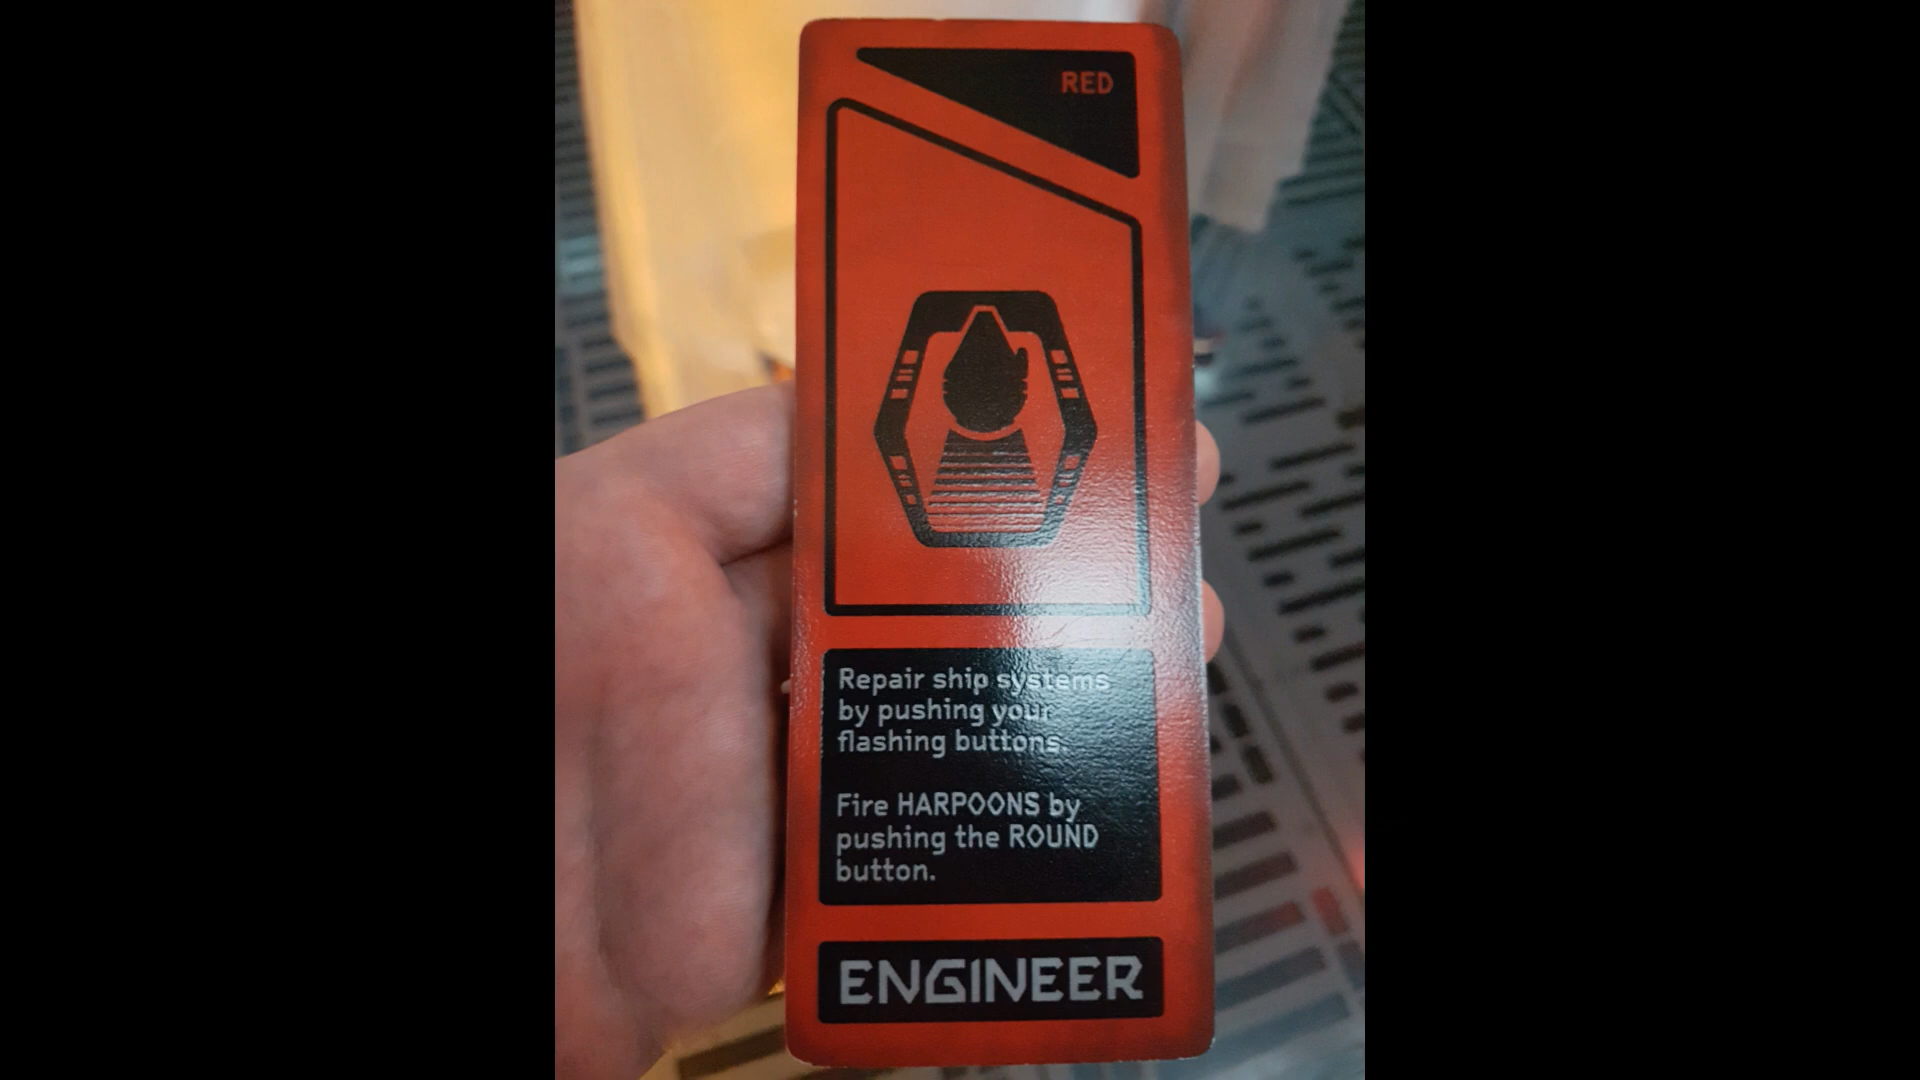 RED
Repair ship systems
by pushing your
flashing buttons.
Fire HARPOONS by
pushing the ROUND
button.
ENGINEER